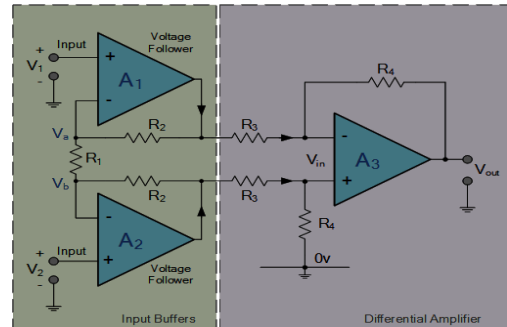 Voltage
Follower
R4
+ Input
+
V1
A1
-
-
Va
R2
R3
-
R1
Vin
A3
Vb
R2
R3
+
Vout
-
A2
R4
+ Input
+
V2
0v
-
Voltage
Follower
Input Buffers
Differential Amplifier